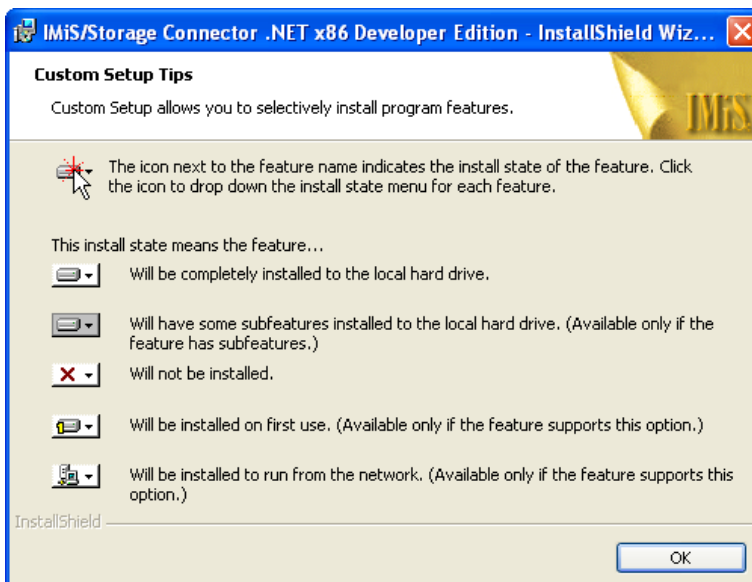 IMiS/Storage Connector .NET x86 Developer Edition - InstallShield Wiz...
Custom Setup Tips
Custom Setup allows you to selectively install program features.
IMiS
The icon next to the feature name indicates the install state of the feature. Click
the icon to drop down the install state menu for each feature.
This install state means the feature...
Will be completely installed to the local hard drive.
Will have some subfeatures installed to the local hard drive. (Available only if the
feature has subfeatures.)
Will not be installed.
Will be installed on first use. (Available only if the feature supports this option.)
Will be installed to run from the network. (Available only if the feature supports this
option.)
InstallShield
OK